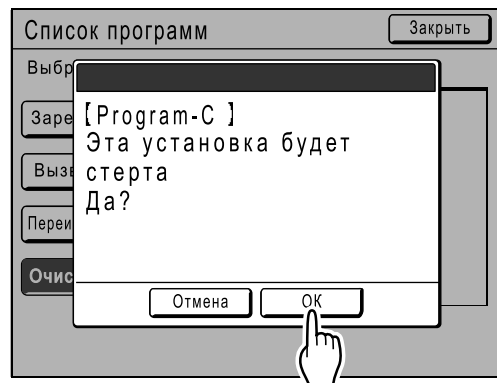 Список программ
Закрыть
Выбр
Заре
【Program-C 】
Эта установка будет
Вызв
стерта
Да?
Переи
Очис
Отмена
OK